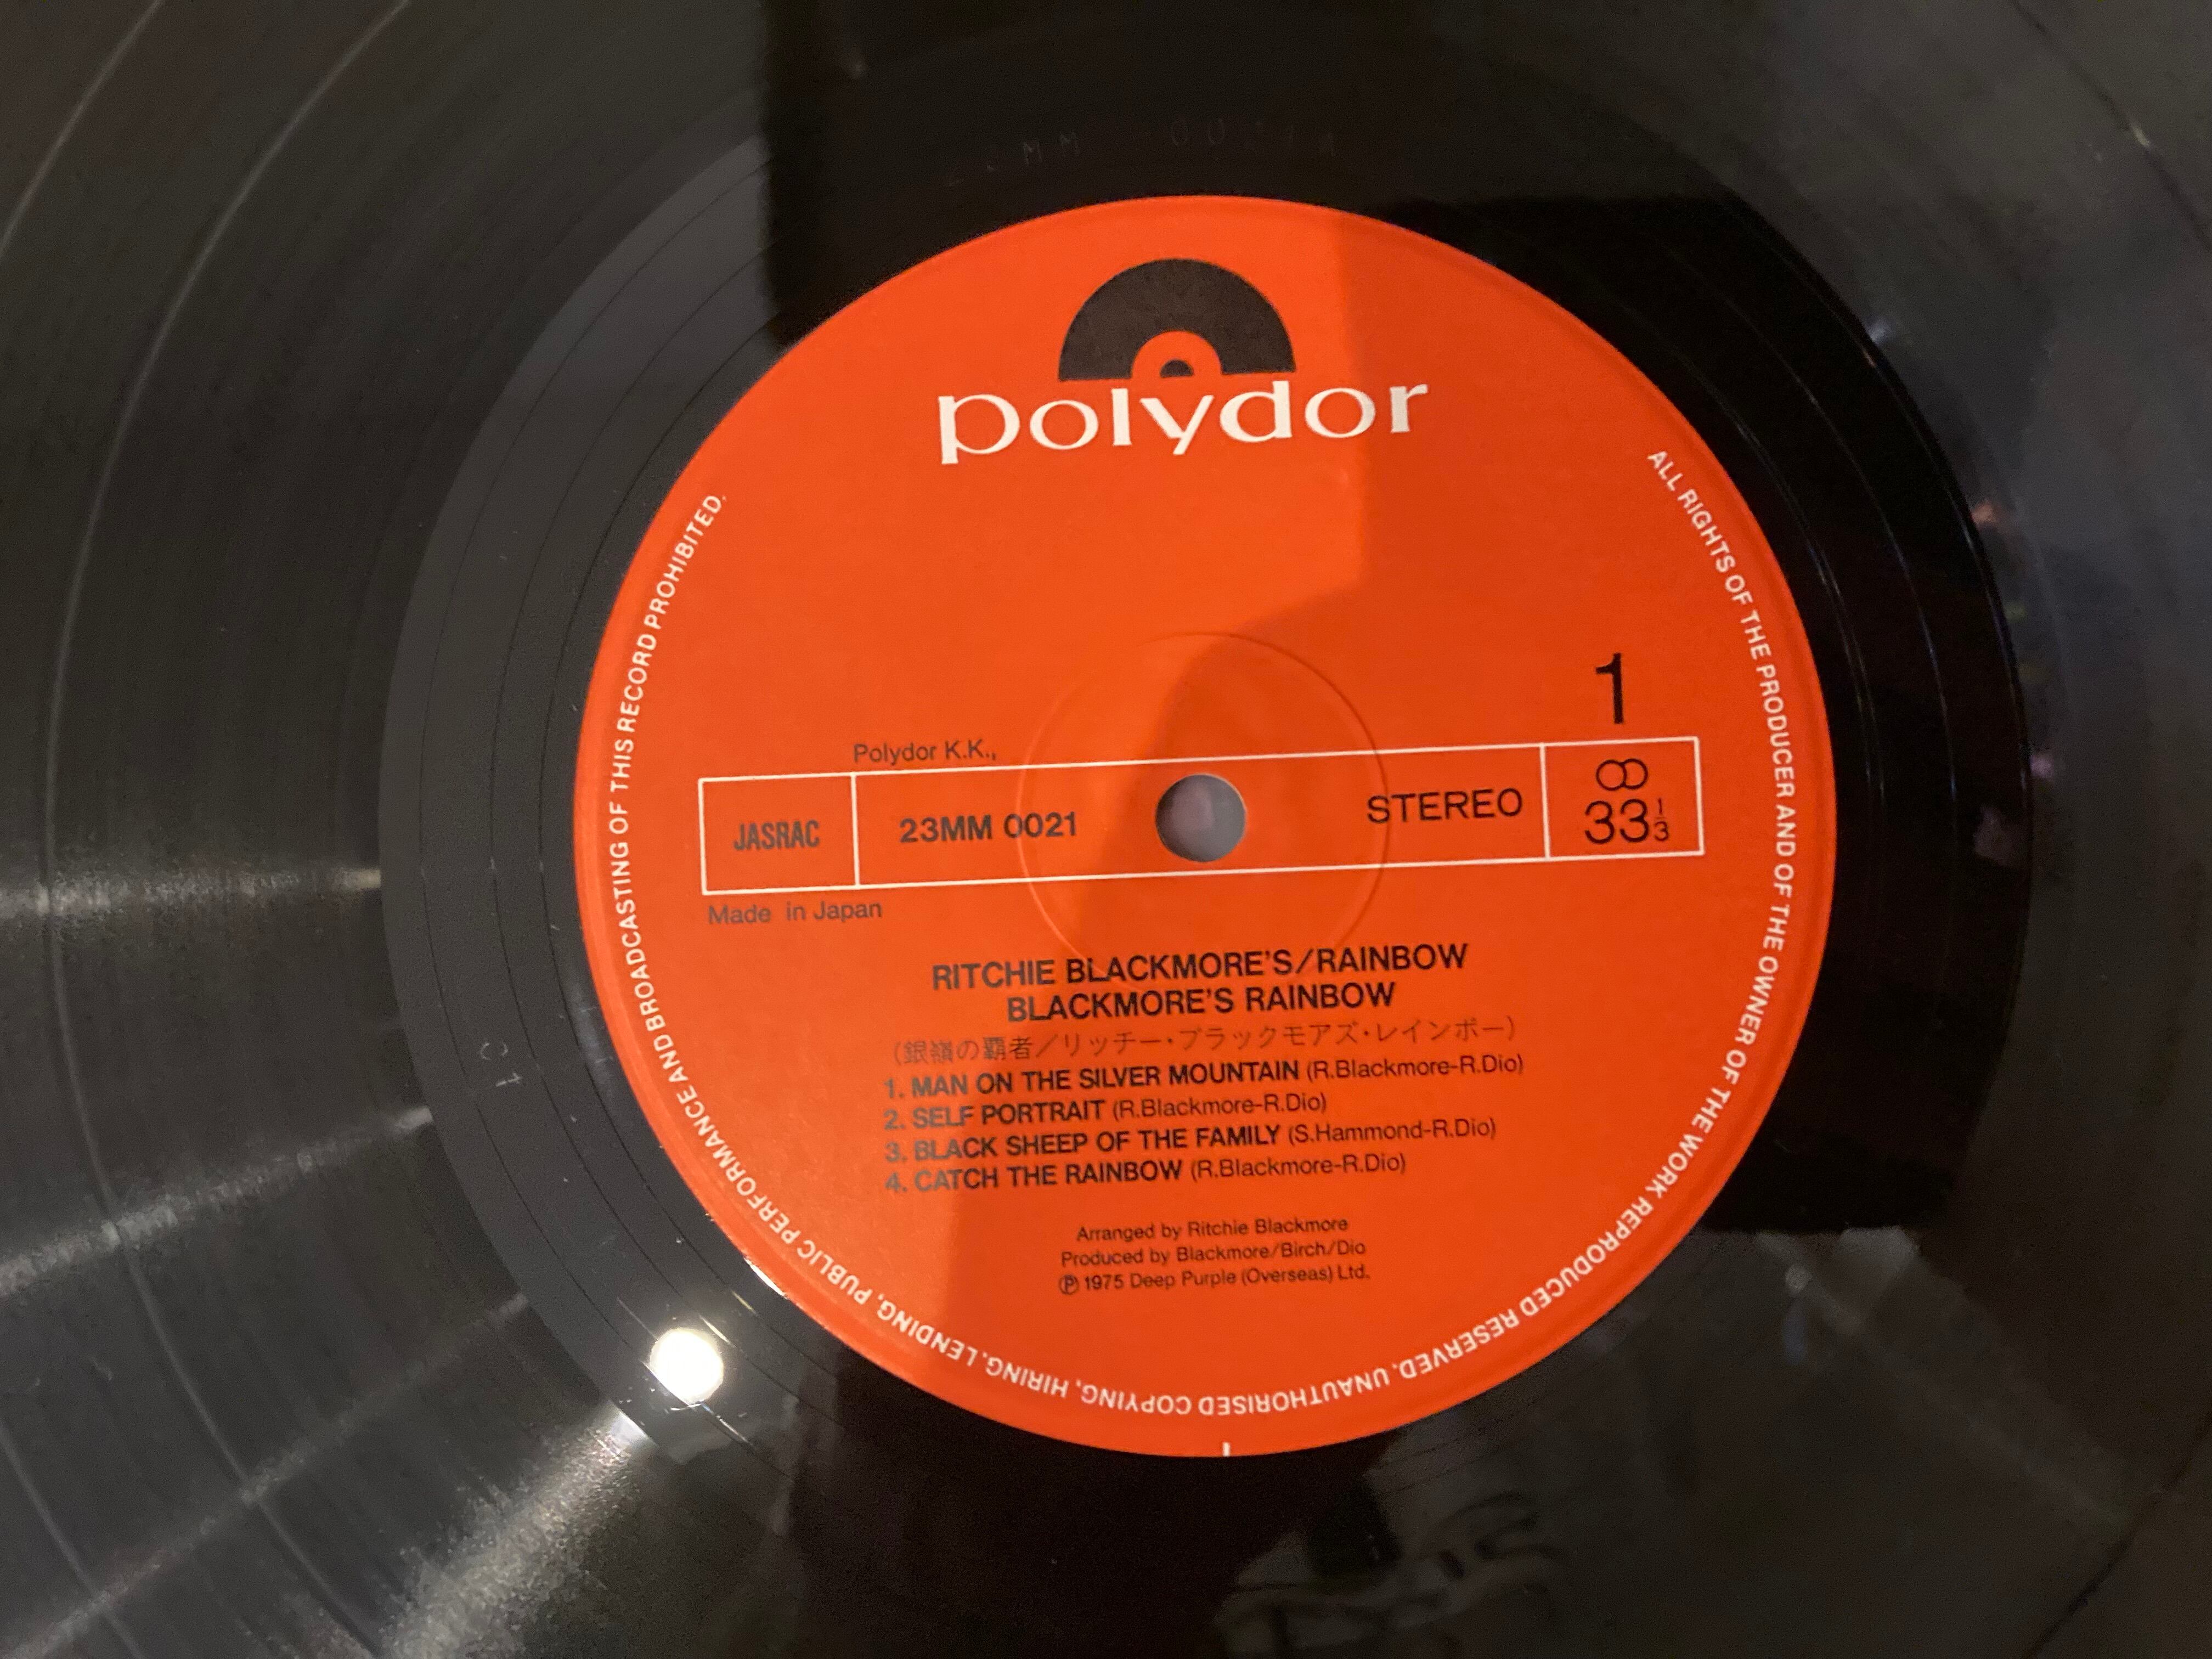 polydor
1
Polydor K.K.,
JASRAC
23MM 0021
STEREO
33 1/3
Made in Japan
RITCHIE BLACKMORE'S/RAINBOW
BLACKMORE'S RAINBOW
(銀嶺の覇者/リッチー・ブラックモアズ・レインボー)
1. MAN ON THE SILVER MOUNTAIN (R.Blackmore-R.Dio)
2. SELF PORTRAIT (R.Blackmore-R.Dio)
3. BLACK SHEEP OF THE FAMILY (S.Hammond-R.Dio)
4. CATCH THE RAINBOW (R.Blackmore-R.Dio)
Arranged by Ritchie Blackmore
Produced by Blackmore/Birch/Dio
℗ 1975 Deep Purple (Overseas) Ltd.
ALL RIGHTS OF THE PRODUCER AND OF THE OWNER OF THE WORK REPRODUCED RESERVED. UNAUTHORISED COPYING, HIRING, LENDING, PUBLIC PERFORMANCE AND BROADCASTING OF THIS RECORD PROHIBITED.